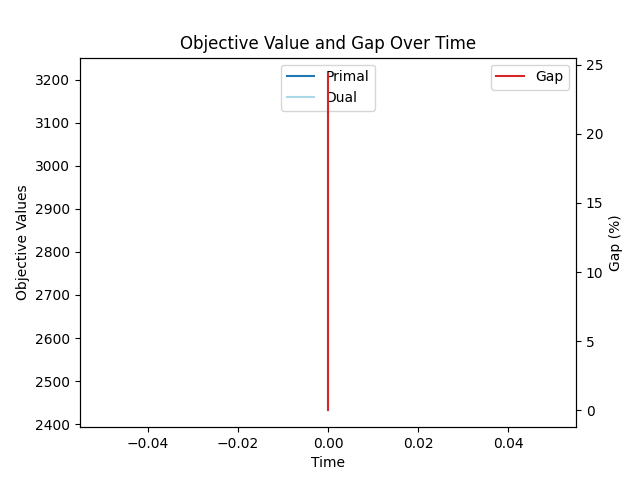 Objective Value and Gap Over Time
Primal
Dual
Gap
Objective Values
3200
3100
3000
2900
2800
2700
2600
2500
2400
25
20
15
10
5
0
Gap (%)
−0.04
−0.02
0.00
0.02
0.04
Time